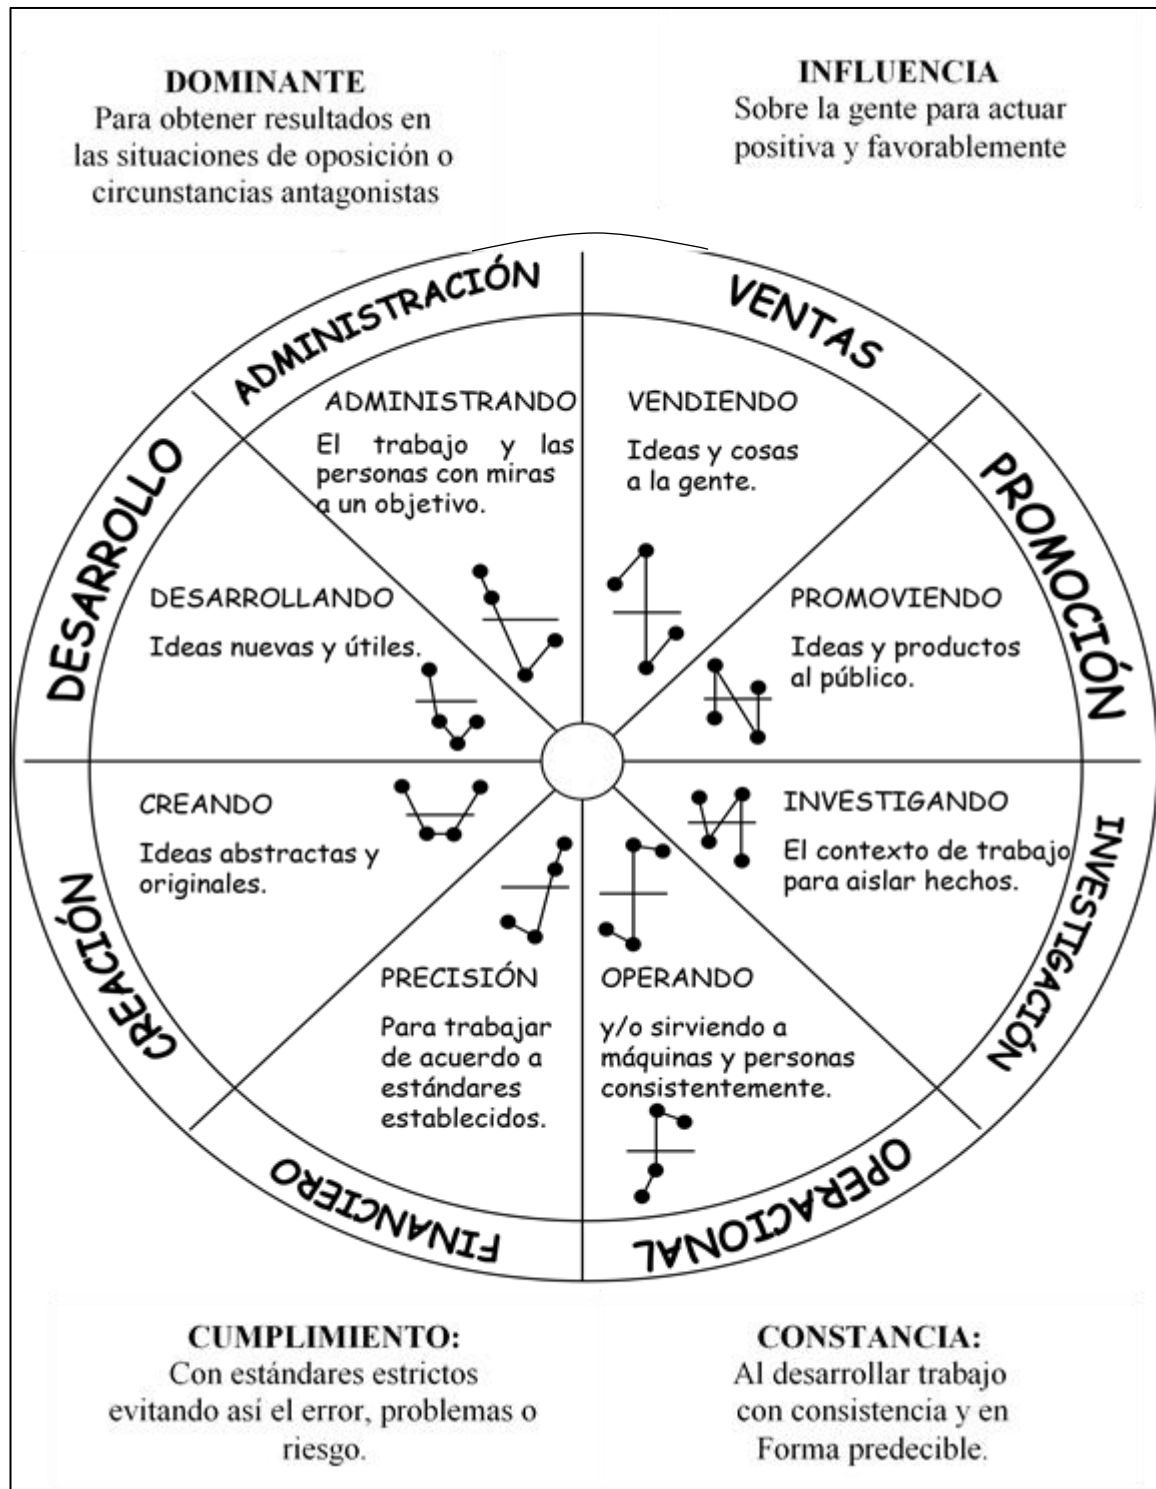 DOMINANTE
Para obtener resultados en
las situaciones de oposición o
circunstancias antagonistas
INFLUENCIA
Sobre la gente para actuar
positiva y favorablemente
ADMINISTRACIÓN
VENTAS
DESARROLLO
PROMOCIÓN
ADMINISTRANDO
El trabajo y las
personas con miras
a un objetivo.
VENDIENDO
Ideas y cosas
a la gente.
DESARROLLANDO
Ideas nuevas y útiles.
PROMOVIENDO
Ideas y productos
al público.
CREANDO
Ideas abstractas y
originales.
INVESTIGANDO
El contexto de trabajo
para aislar hechos.
CREACIÓN
INVESTIGACIÓN
PRECISIÓN
Para trabajar
de acuerdo a
estándares
establecidos.
OPERANDO
y/o sirviendo a
máquinas y personas
consistentemente.
FINANCIERO
OPERACIONAL
CUMPLIMIENTO:
Con estándares estrictos
evitando así el error, problemas o
riesgo.
CONSTANCIA:
Al desarrollar trabajo
con consistencia y en
Forma predecible.